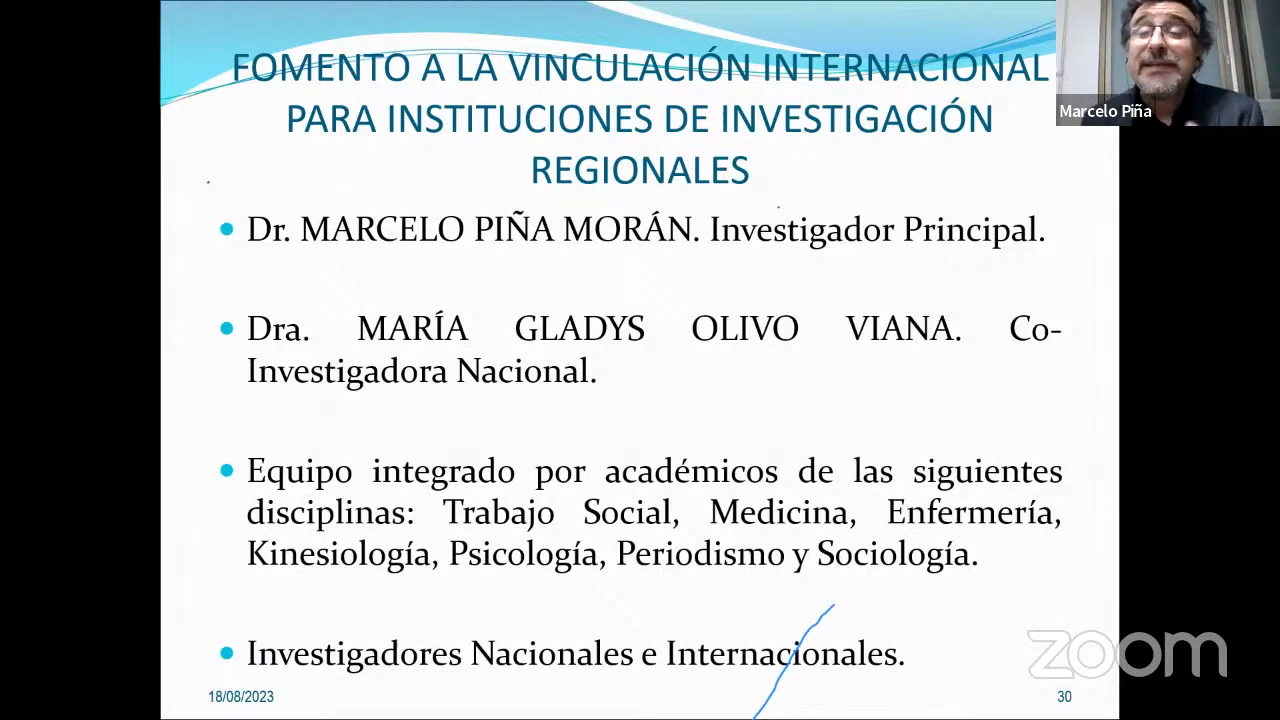 FOMENTO A LA VINCULACIÓN INTERNACIONAL
PARA INSTITUCIONES DE INVESTIGACIÓN
REGIONALES
Marcelo Piña
• Dr. MARCELO PIÑA MORÁN. Investigador Principal.
• Dra. MARÍA GLADYS OLIVO VIANA. Co-
Investigadora Nacional.
• Equipo integrado por académicos de las siguientes
disciplinas: Trabajo Social, Medicina, Enfermería,
Kinesiología, Psicología, Periodismo y Sociología.
• Investigadores Nacionales e Internacionales.
zoom
18/08/2023
30